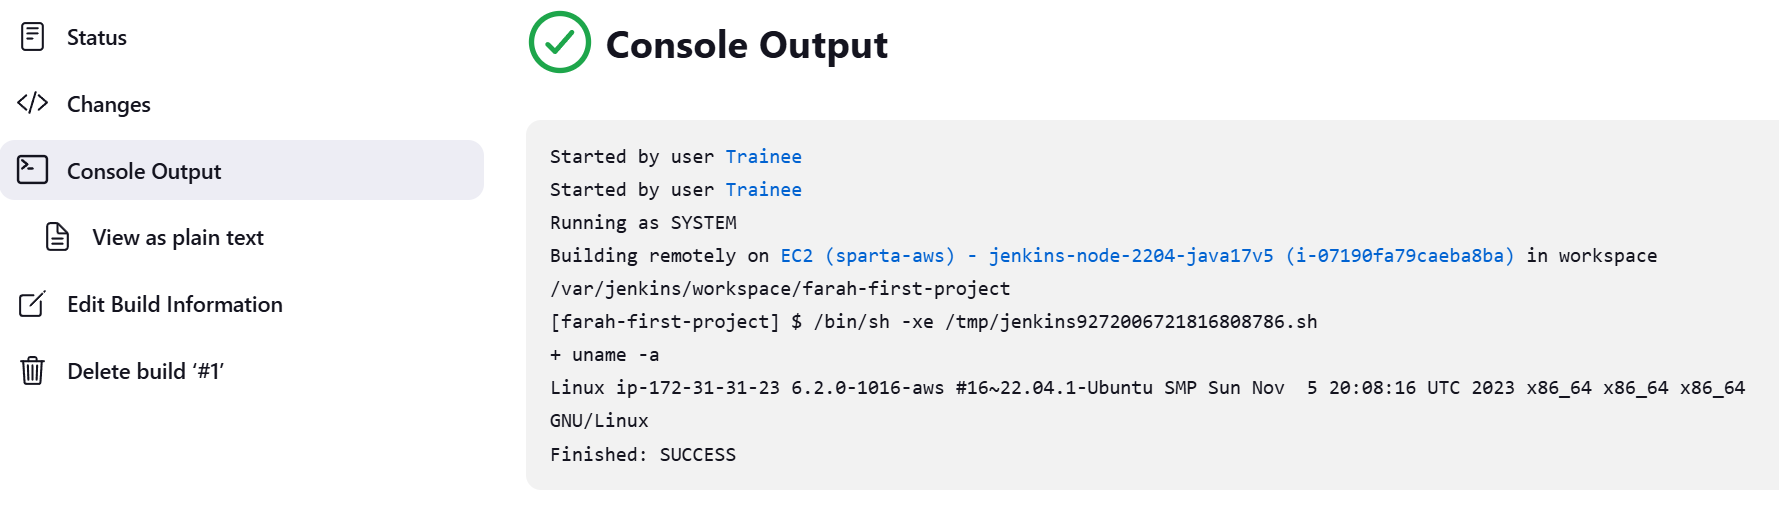 Status
Changes
Console Output
View as plain text
Edit Build Information
Delete build ‘#1’
Console Output
Started by user Trainee
Started by user Trainee
Running as SYSTEM
Building remotely on EC2 (sparta-aws) - jenkins-node-2204-java17v5 (i-07190fa79caeba8ba) in workspace
/var/jenkins/workspace/farah-first-project
[farah-first-project] $ /bin/sh -xe /tmp/jenkins9272006721816808786.sh
+ uname -a
Linux ip-172-31-31-23 6.2.0-1016-aws #16~22.04.1-Ubuntu SMP Sun Nov  5 20:08:16 UTC 2023 x86_64 x86_64 x86_64
GNU/Linux
Finished: SUCCESS